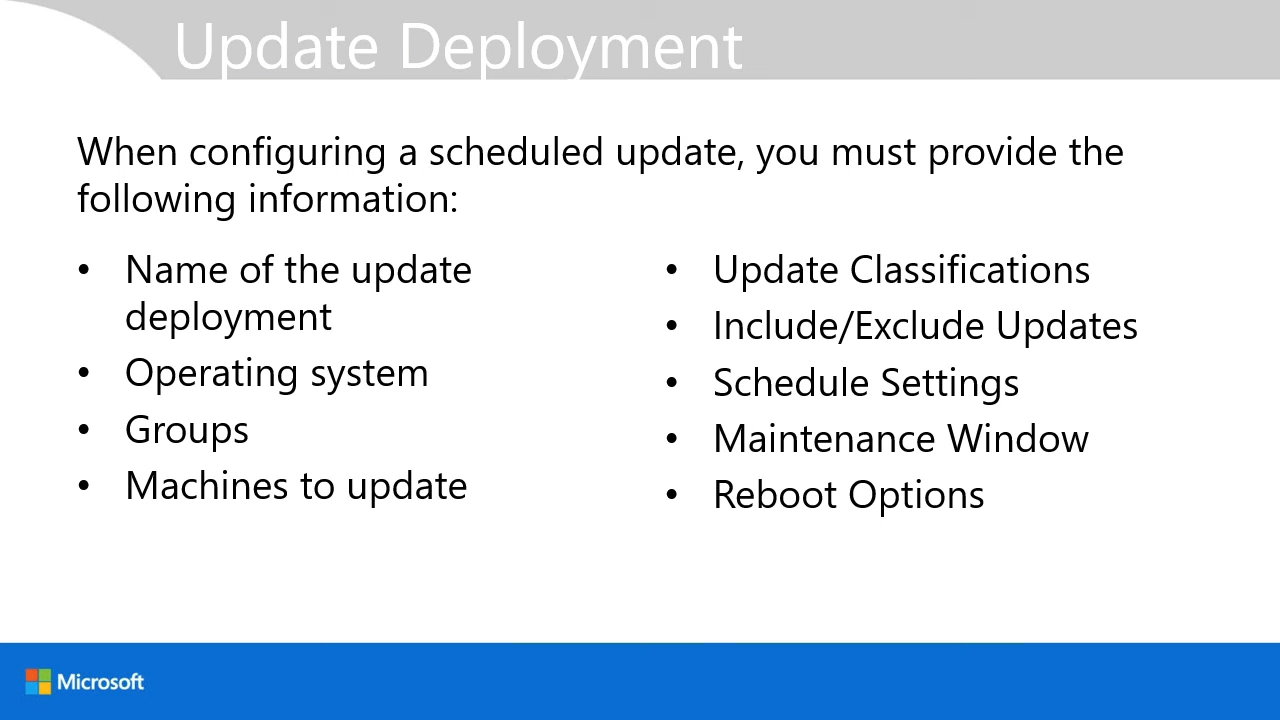 Update Deployment
When configuring a scheduled update, you must provide the
following information:
• Name of the update
deployment
• Operating system
• Groups
• Machines to update
• Update Classifications
• Include/Exclude Updates
• Schedule Settings
• Maintenance Window
• Reboot Options
Microsoft